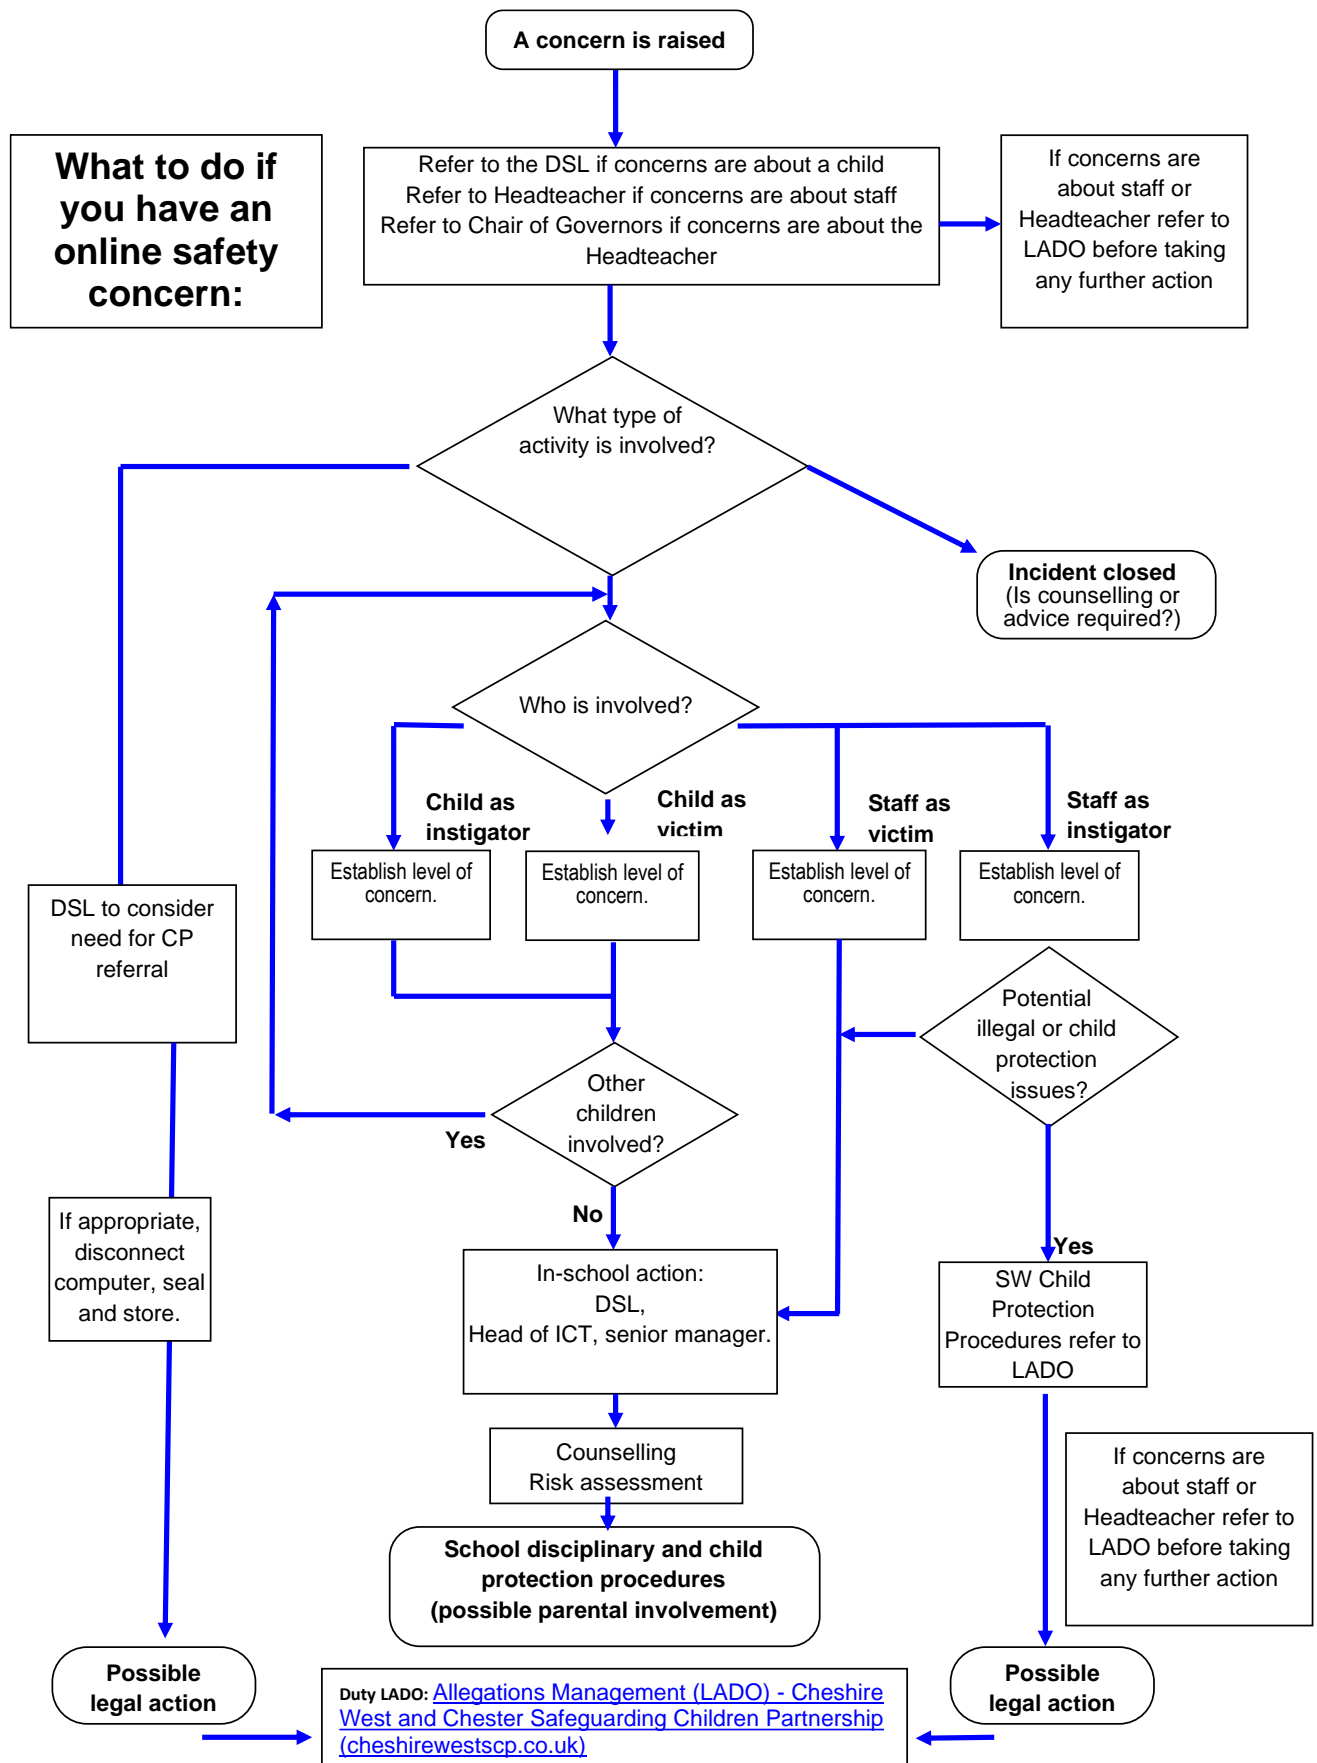 A concern is raised
What to do if
you have an
online safety
concern:
Refer to the DSL if concerns are about a child
Refer to Headteacher if concerns are about staff
Refer to Chair of Governors if concerns are about the
Headteacher
If concerns are
about staff or
Headteacher refer to
LADO before taking
any further action
What type of
activity is involved?
Incident closed
(Is counselling or
advice required?)
Who is involved?
Child as
instigator
Child as
victim
Staff as
victim
Staff as
instigator
Establish level of
concern.
Establish level of
concern.
Establish level of
concern.
Establish level of
concern.
DSL to consider
need for CP
referral
Potential
illegal or child
protection
issues?
Other
children
involved?
Yes
No
If appropriate,
disconnect
computer, seal
and store.
In-school action:
DSL,
Head of ICT, senior manager.
Yes
SW Child
Protection
Procedures refer to
LADO
Counselling
Risk assessment
If concerns are
about staff or
Headteacher refer to
LADO before taking
any further action
School disciplinary and child
protection procedures
(possible parental involvement)
Possible
legal action
Duty LADO: Allegations Management (LADO) - Cheshire
West and Chester Safeguarding Children Partnership
(cheshirewestscp.co.uk)
Possible
legal action